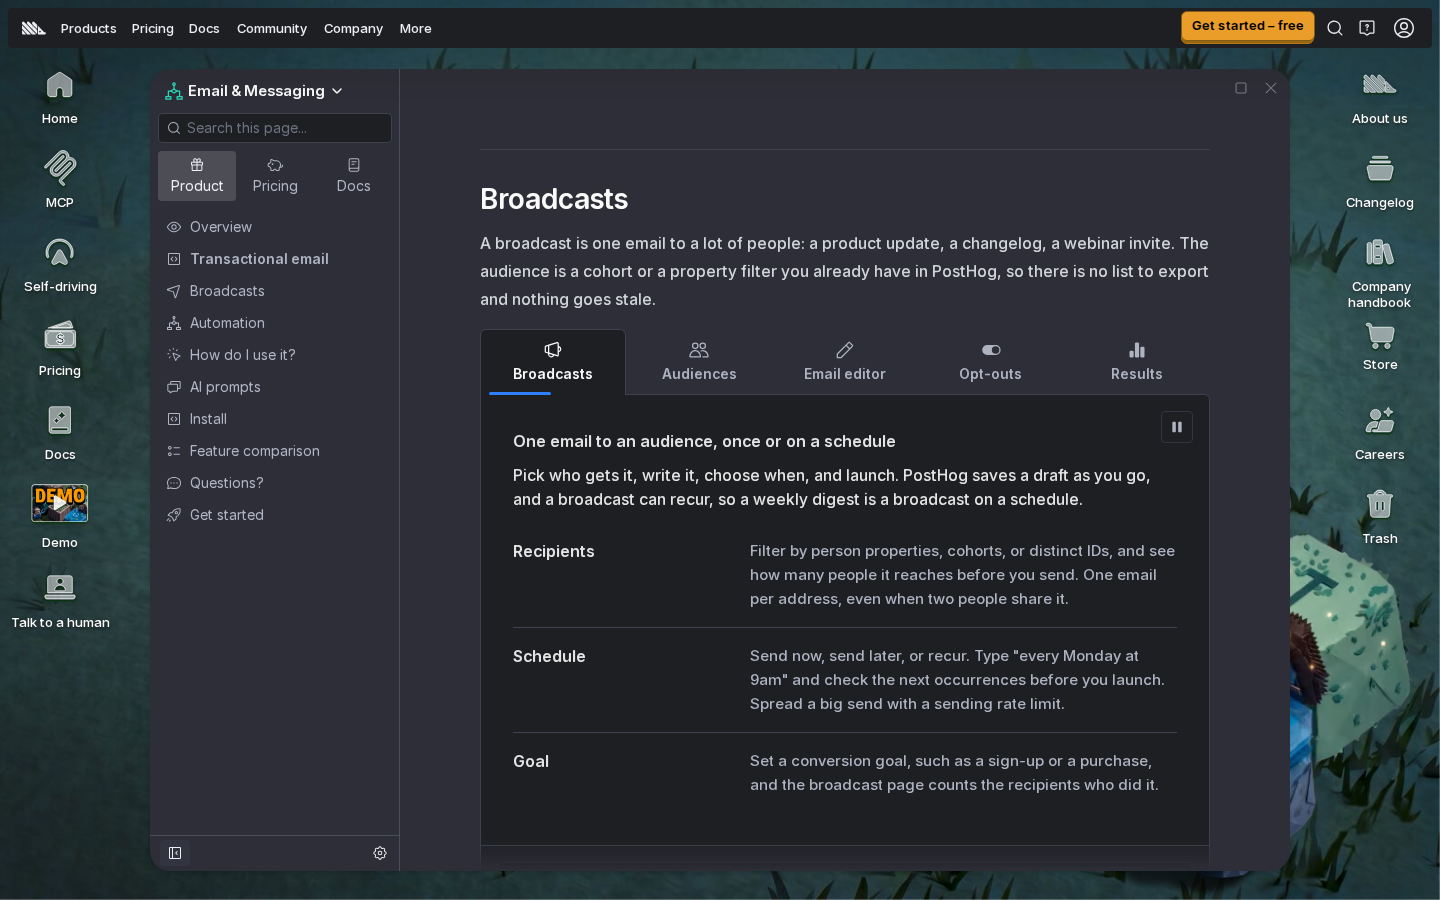 Products Pricing Docs Community Company More
Get started – free
Home
MCP
Self-driving
Pricing
Docs
DEMO
Demo
Talk to a human
Email & Messaging
Search this page...
Product Pricing Docs
Overview
Transactional email
Broadcasts
Automation
How do I use it?
AI prompts
Install
Feature comparison
Questions?
Get started
Broadcasts
A broadcast is one email to a lot of people: a product update, a changelog, a webinar invite. The
audience is a cohort or a property filter you already have in PostHog, so there is no list to export
and nothing goes stale.
Broadcasts Audiences Email editor Opt-outs Results
One email to an audience, once or on a schedule
Pick who gets it, write it, choose when, and launch. PostHog saves a draft as you go,
and a broadcast can recur, so a weekly digest is a broadcast on a schedule.
Recipients
Filter by person properties, cohorts, or distinct IDs, and see
how many people it reaches before you send. One email
per address, even when two people share it.
Schedule
Send now, send later, or recur. Type "every Monday at
9am" and check the next occurrences before you launch.
Spread a big send with a sending rate limit.
Goal
Set a conversion goal, such as a sign-up or a purchase,
and the broadcast page counts the recipients who did it.
About us
Changelog
Company
handbook
Store
Careers
Trash